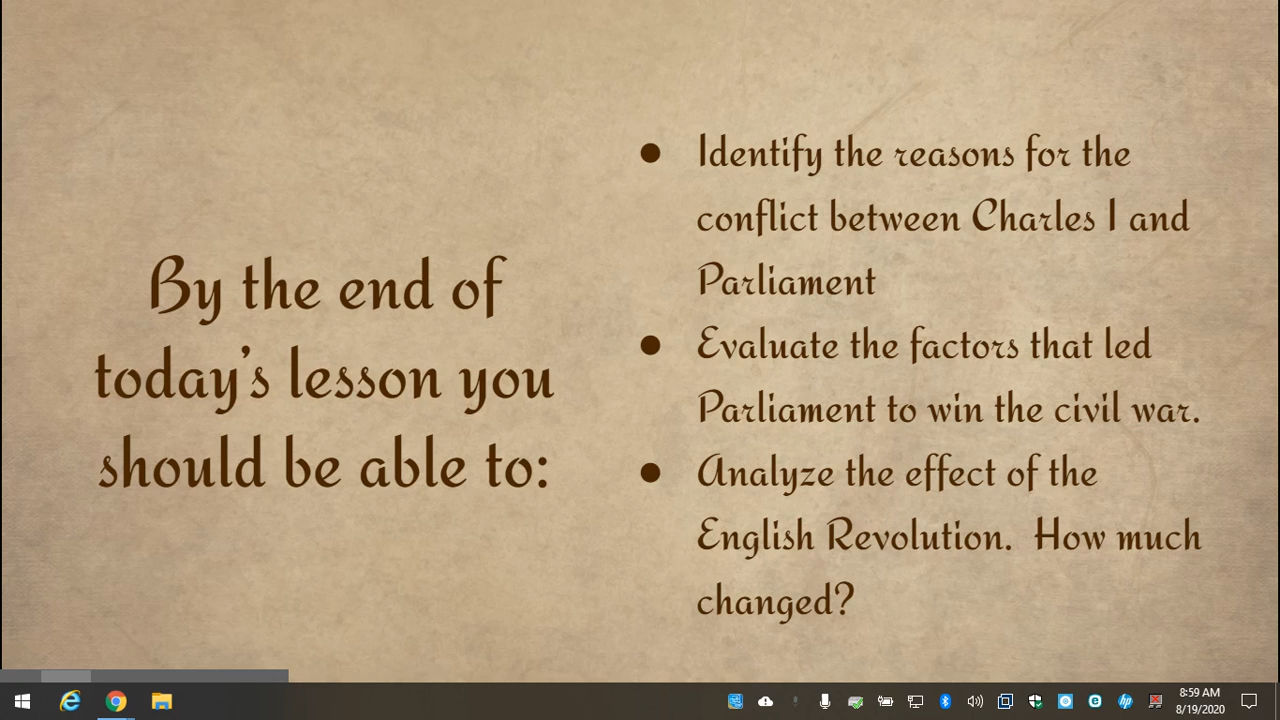 By the end of
today's lesson you
should be able to:
● Identify the reasons for the
conflict between Charles I and
Parliament
● Evaluate the factors that led
Parliament to win the civil war.
● Analyze the effect of the
English Revolution.  How much
changed?
8:59 AM
8/19/2020